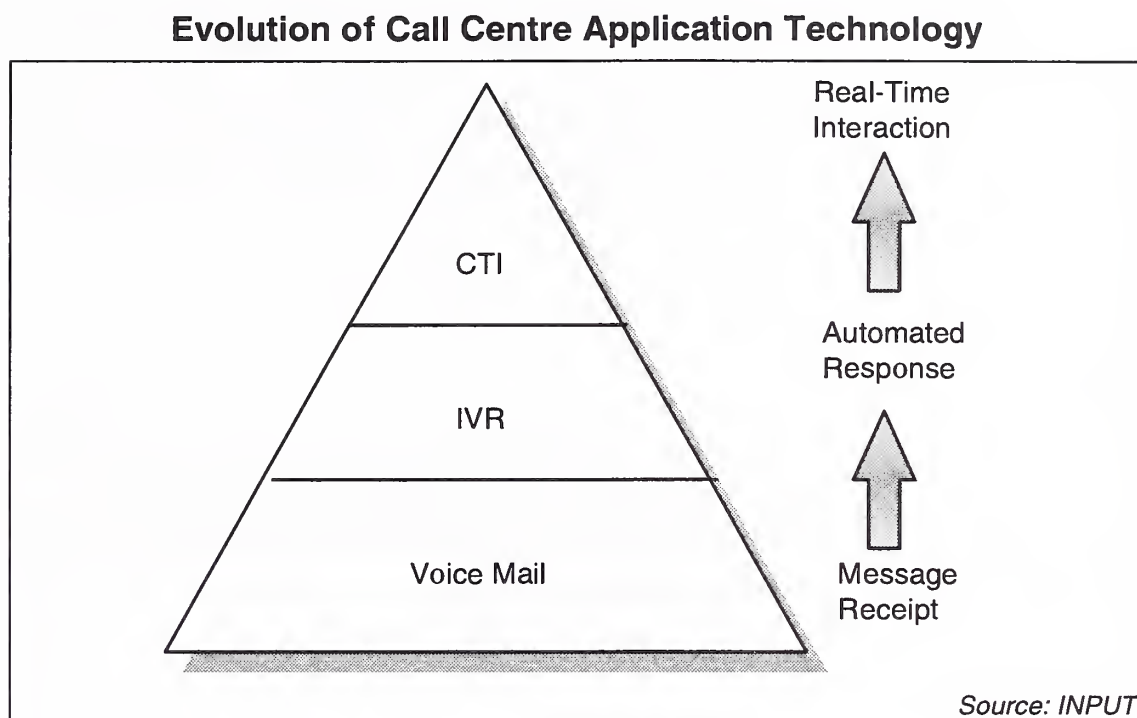 Evolution of Call Centre Application Technology
Real-Time
Interaction
CTI
Automated
Response
IVR
Voice Mail
Message
Receipt
Source: INPUT